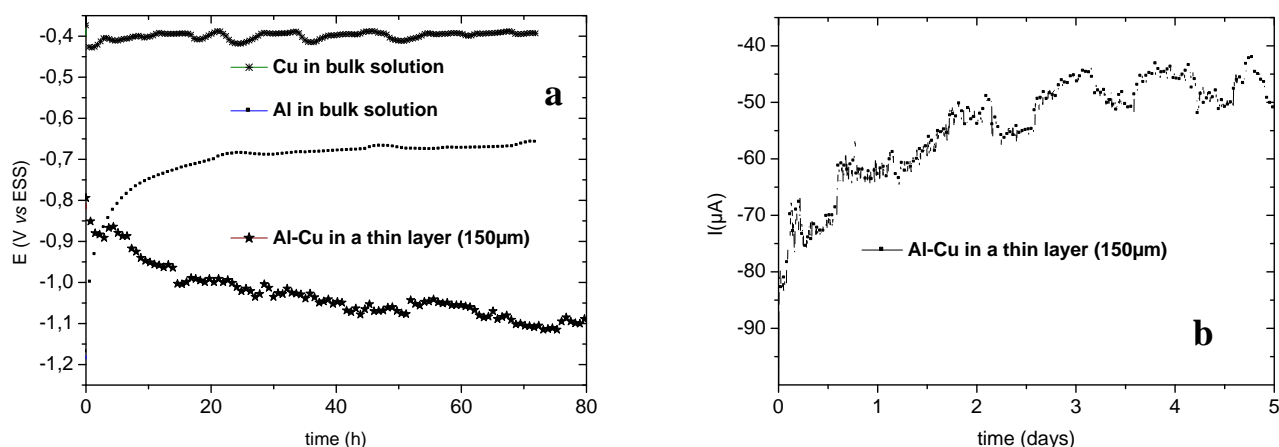 -0,4
-0,5
-0,6
-0,7
-0,8
-0,9
-1,0
-1,1
-1,2
E (V vs ESS)
Cu in bulk solution
Al in bulk solution
Al-Cu in a thin layer (150µm)
a
0 20 40 60 80
time (h)
-40
-50
-60
-70
-80
-90
I(µA)
Al-Cu in a thin layer (150µm)
b
0 1 2 3 4 5
time (days)